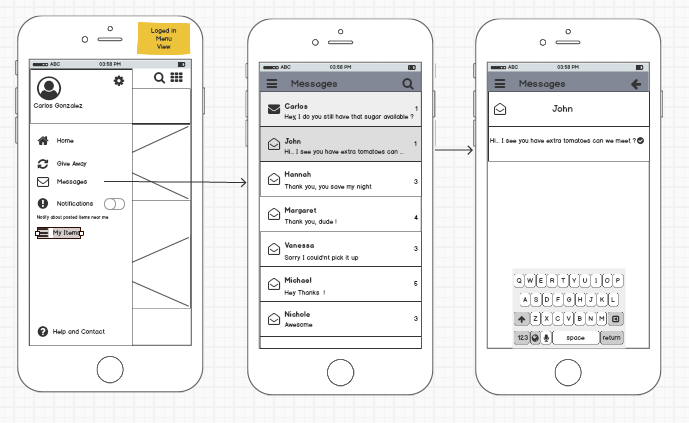 Loged in
Menu
View
ABC 03:58 PM
Carlos Gonzalez
Home
Give Away
Messages
Notifications
Notify about posted items near me
My Items
Help and Contact
ABC 03:58 PM
Messages
Carlos 1
Hey, I do you still have that sugar available ?
John 1
Hi.. I see you have extra tomatoes can ...
Hannah 3
Thank you, you save my night
Margaret 4
Thank you, dude !
Vanessa 3
Sorry I could'nt pick it up
Michael 5
Hey Thanks !
Nichole 3
Awesome
ABC 03:58 PM
Messages
John
Hi.. I see you have extra tomatoes can we meet ?
Q W E R T Y U I O P
A S D F G H J K L
Z X C V B N M
123 space return